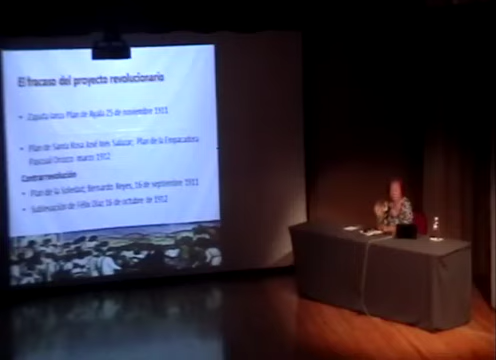 El fracaso del proyecto revolucionario
• Zapata lanza Plan de Ayala 25 de noviembre 1911
• Plan de Santa Rosa José Inés Salazar; Plan de la Empacadora
Pascual Orozco marzo 1912
Contrarrevolución
• Plan de la Soledad; Bernardo Reyes, 16 de septiembre 1911
• Sublevación de Félix Díaz 16 de octubre de 1912